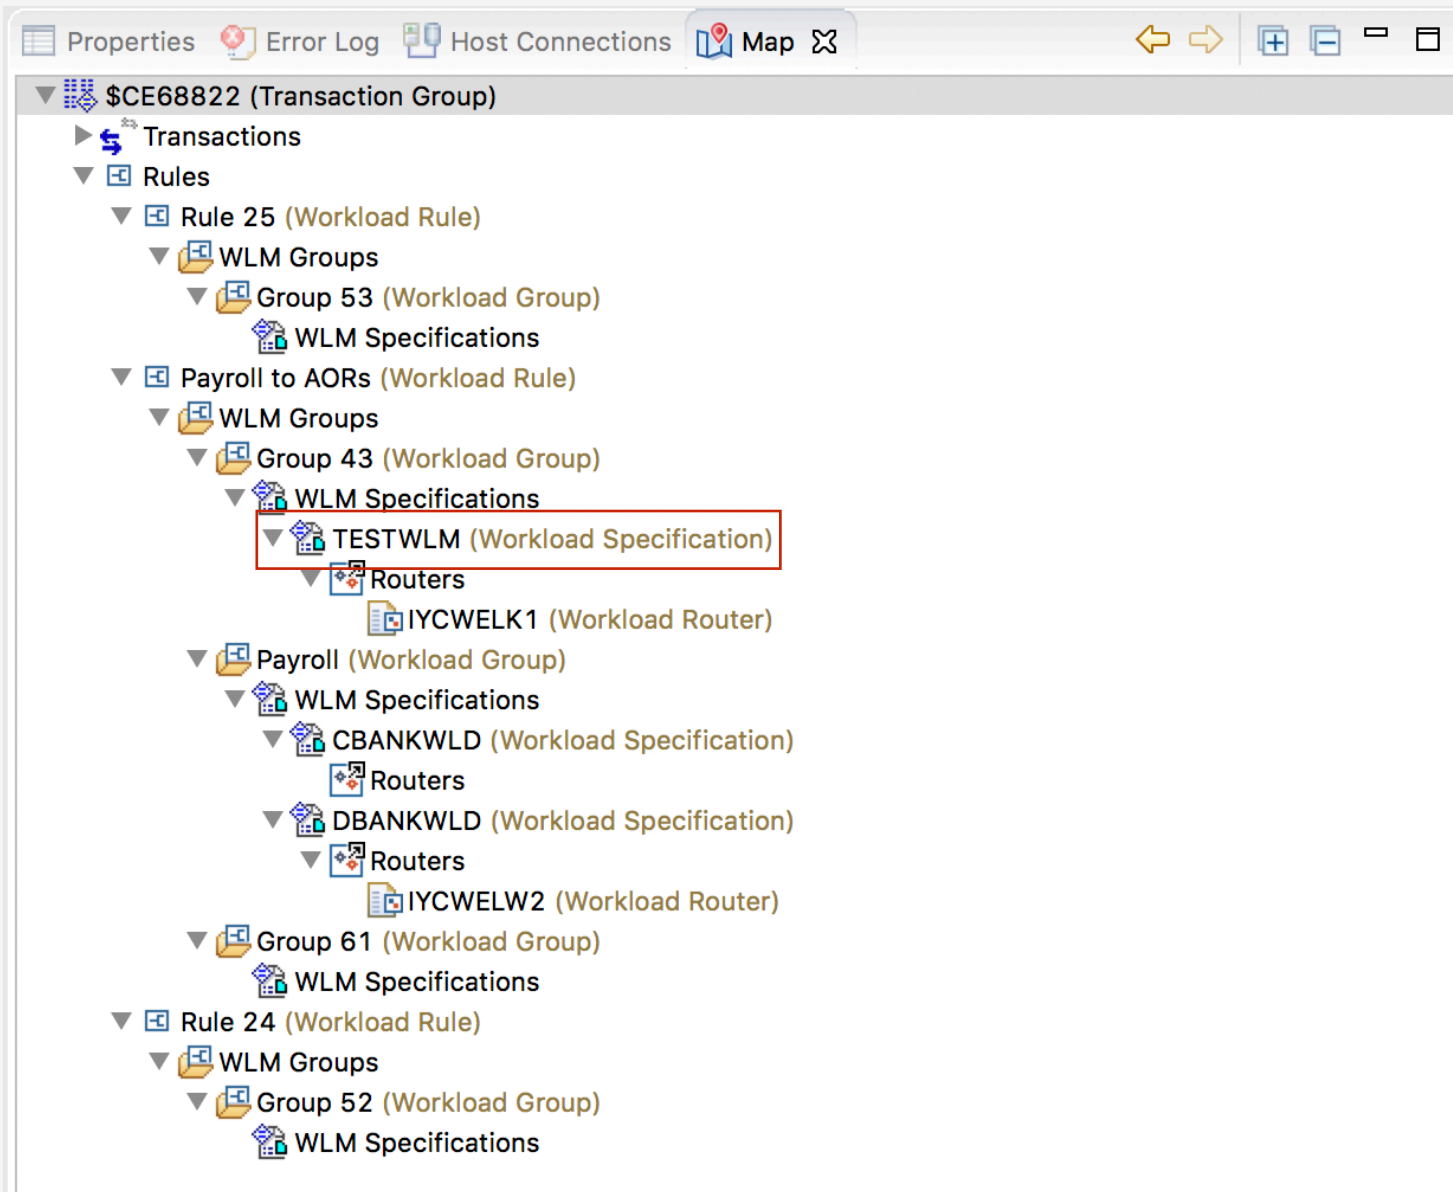 Properties Error Log Host Connections Map
$CE68822 (Transaction Group)
Transactions
Rules
Rule 25 (Workload Rule)
WLM Groups
Group 53 (Workload Group)
WLM Specifications
Payroll to AORs (Workload Rule)
WLM Groups
Group 43 (Workload Group)
WLM Specifications
TESTWLM (Workload Specification)
Routers
IYCWELK1 (Workload Router)
Payroll (Workload Group)
WLM Specifications
CBANKWLD (Workload Specification)
Routers
DBANKWLD (Workload Specification)
Routers
IYCWELW2 (Workload Router)
Group 61 (Workload Group)
WLM Specifications
Rule 24 (Workload Rule)
WLM Groups
Group 52 (Workload Group)
WLM Specifications